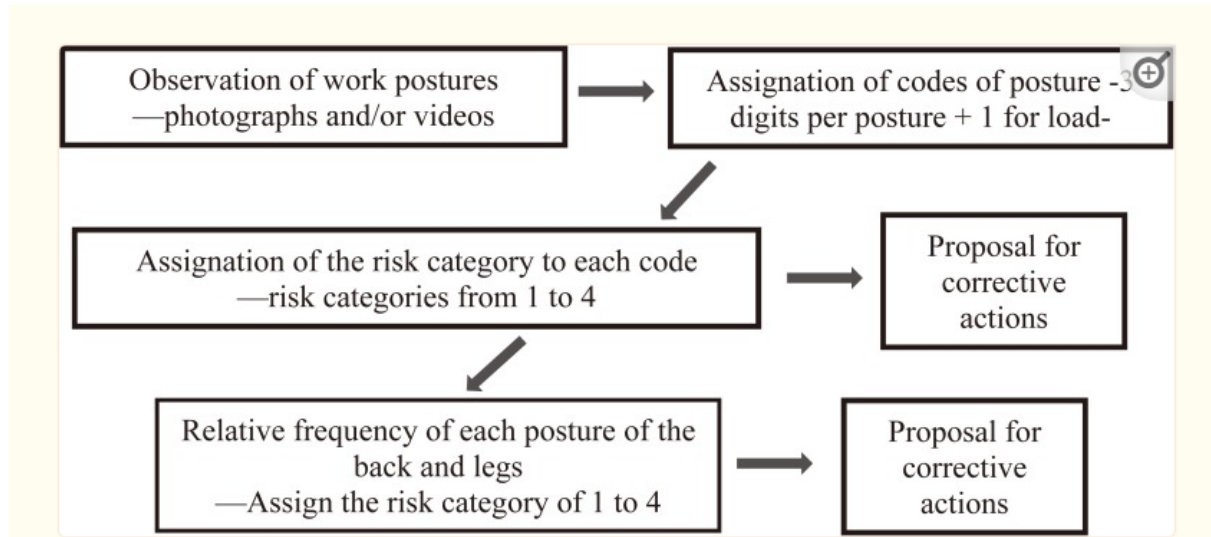 Observation of work postures
—photographs and/or videos
Assignation of codes of posture -3
digits per posture + 1 for load-
Assignation of the risk category to each code
—risk categories from 1 to 4
Proposal for
corrective
actions
Relative frequency of each posture of the
back and legs
—Assign the risk category of 1 to 4
Proposal for
corrective
actions